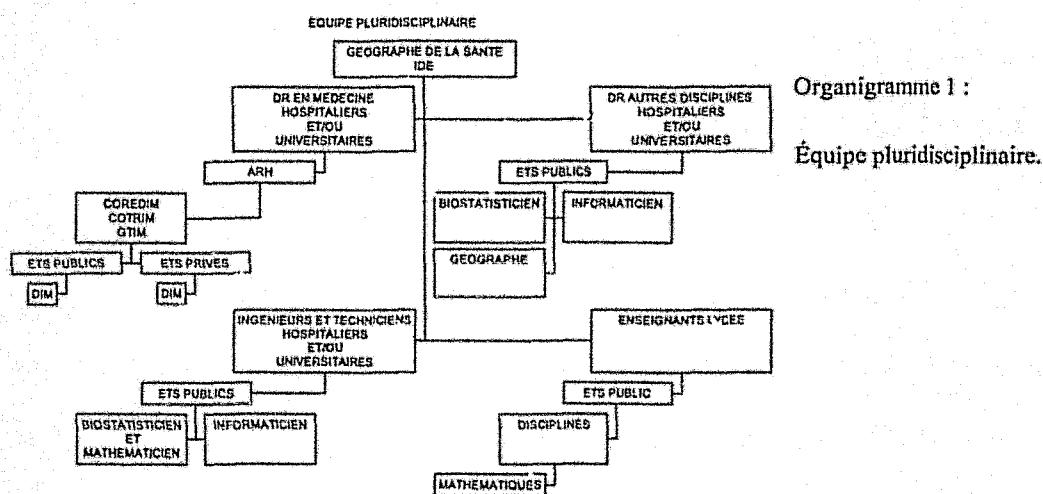 ÉQUIPE PLURIDISCIPLINAIRE
GEOGRAPHE DE LA SANTE
IDE
DR EN MEDECINE
HOSPITALIERS
ET/OU
UNIVERSITAIRES
DR AUTRES DISCIPLINES
HOSPITALIERS
ET/OU
UNIVERSITAIRES
Organigramme 1 :
Équipe pluridisciplinaire.
ARH
ETS PUBLICS
COREDIM
COTRIM
GTIM
BIOSTATISTICIEN
INFORMATICIEN
GEOGRAPHE
ETS PUBLICS
ETS PRIVES
DIM
DIM
INGENIEURS ET TECHNICIENS
HOSPITALIERS
ET/OU
UNIVERSITAIRES
ENSEIGNANTS LYCEE
ETS PUBLICS
ETS PUBLIC
BIOSTATISTICIEN
ET
MATHEMATICIEN
INFORMATICIEN
DISCIPLINES
MATHEMATIQUES